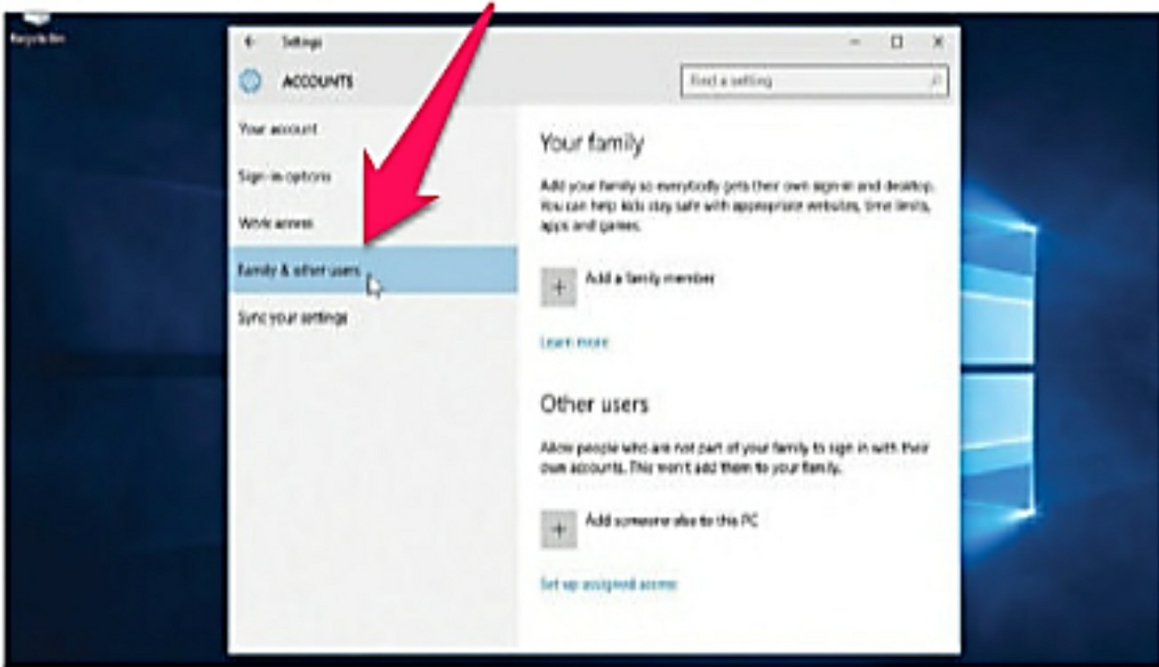 Recycle Bin
Settings
ACCOUNTS
Find a setting
Your account
Sign-in options
Work access
Family & other users
Sync your settings
Your family
Add your family so everybody gets their own sign-in and desktop.
You can help kids stay safe with appropriate websites, time limits,
apps and games.
Add a family member
Learn more
Other users
Allow people who are not part of your family to sign in with their
own accounts. This won't add them to your family.
Add someone else to this PC
Set up assigned access